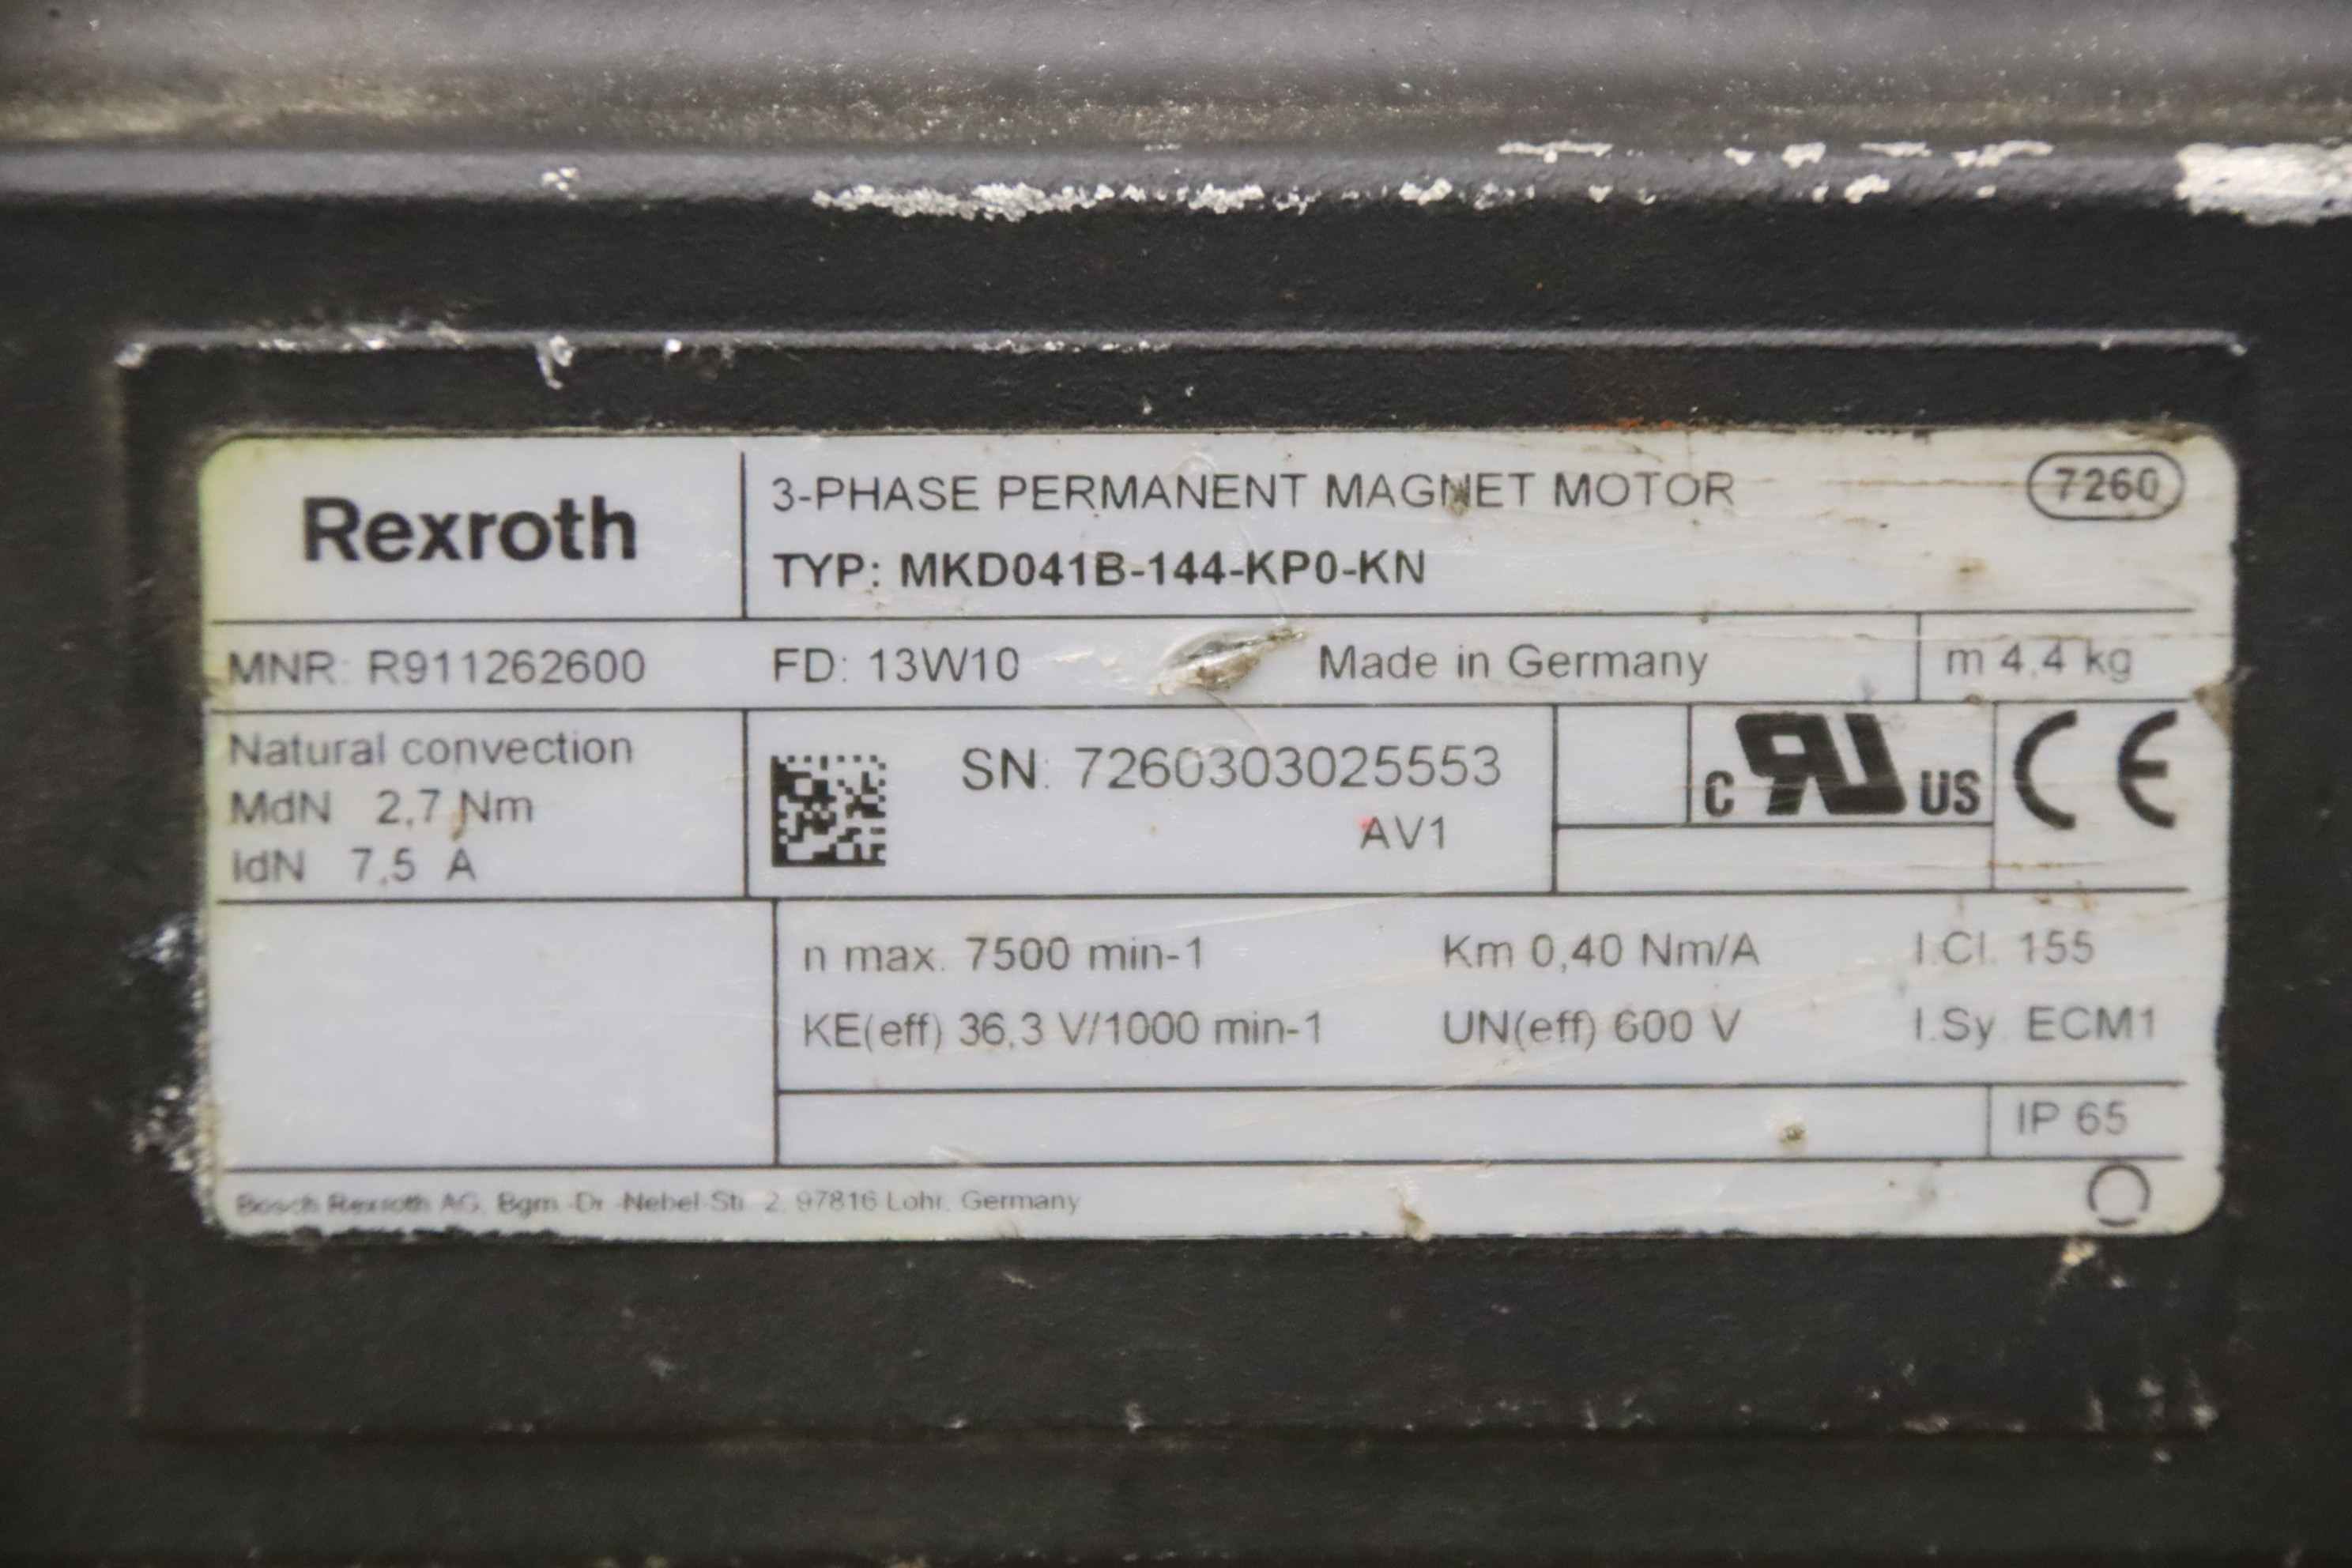 Rexroth
3-PHASE PERMANENT MAGNET MOTOR
7260
TYP: MKD041B-144-KP0-KN
MNR: R911262600 FD: 13W10 Made in Germany m 4,4 kg
Natural convection
MdN 2,7 Nm
IdN 7,5 A
SN: 7260303025553
AV1
c RU US
CE
n max. 7500 min-1 Km 0,40 Nm/A I.Cl. 155
KE(eff) 36,3 V/1000 min-1 UN(eff) 600 V I.Sy. ECM1
IP 65
Bosch Rexroth AG, Bgm.-Dr.-Nebel-Str. 2, 97816 Lohr, Germany